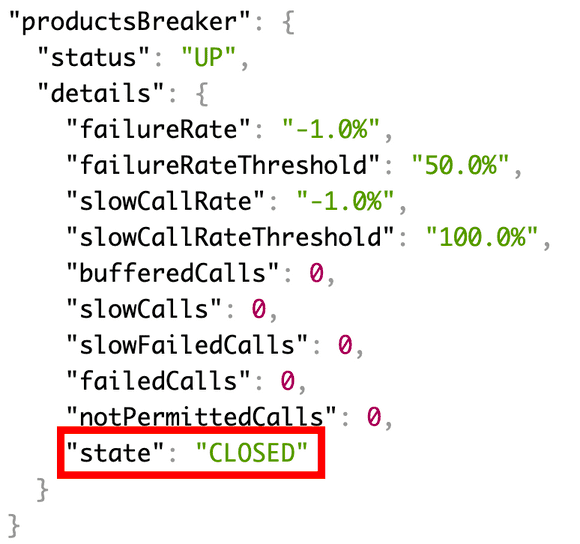 "productsBreaker": {
"status": "UP",
"details": {
"failureRate": "-1.0%",
"failureRateThreshold": "50.0%",
"slowCallRate": "-1.0%",
"slowCallRateThreshold": "100.0%",
"bufferedCalls": 0,
"slowCalls": 0,
"slowFailedCalls": 0,
"failedCalls": 0,
"notPermittedCalls": 0,
"state": "CLOSED"
}
}